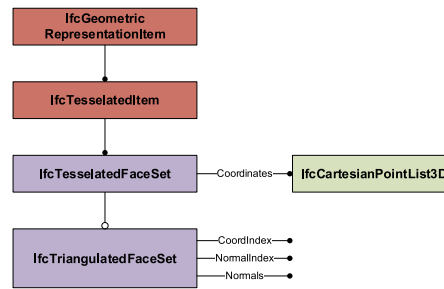 IfcGeometric
RepresentationItem
IfcTesselatedItem
IfcTesselatedFaceSet
Coordinates
IfcCartesianPointList3D
IfcTriangulatedFaceSet
CoordIndex
NormalIndex
Normals